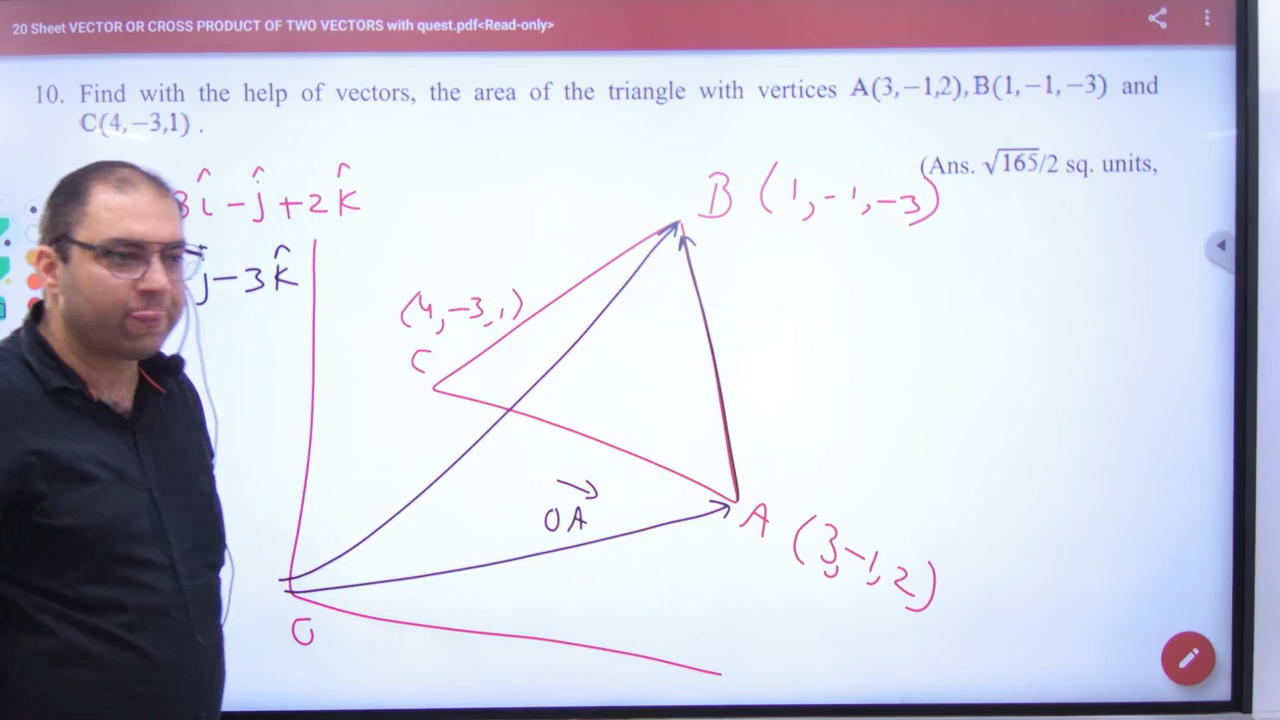 20 Sheet VECTOR OR CROSS PRODUCT OF TWO VECTORS with quest.pdf<Read-only>
10. Find with the help of vectors, the area of the triangle with vertices A(3,−1,2),B(1,−1,−3) and
C(4,−3,1) .
(Ans. √165/2 sq. units,
3î − ĵ + 2k̂
B (1, -1, -3)
j − 3k̂
(4, -3, 1)
C
OA→
A (3, -1, 2)
O